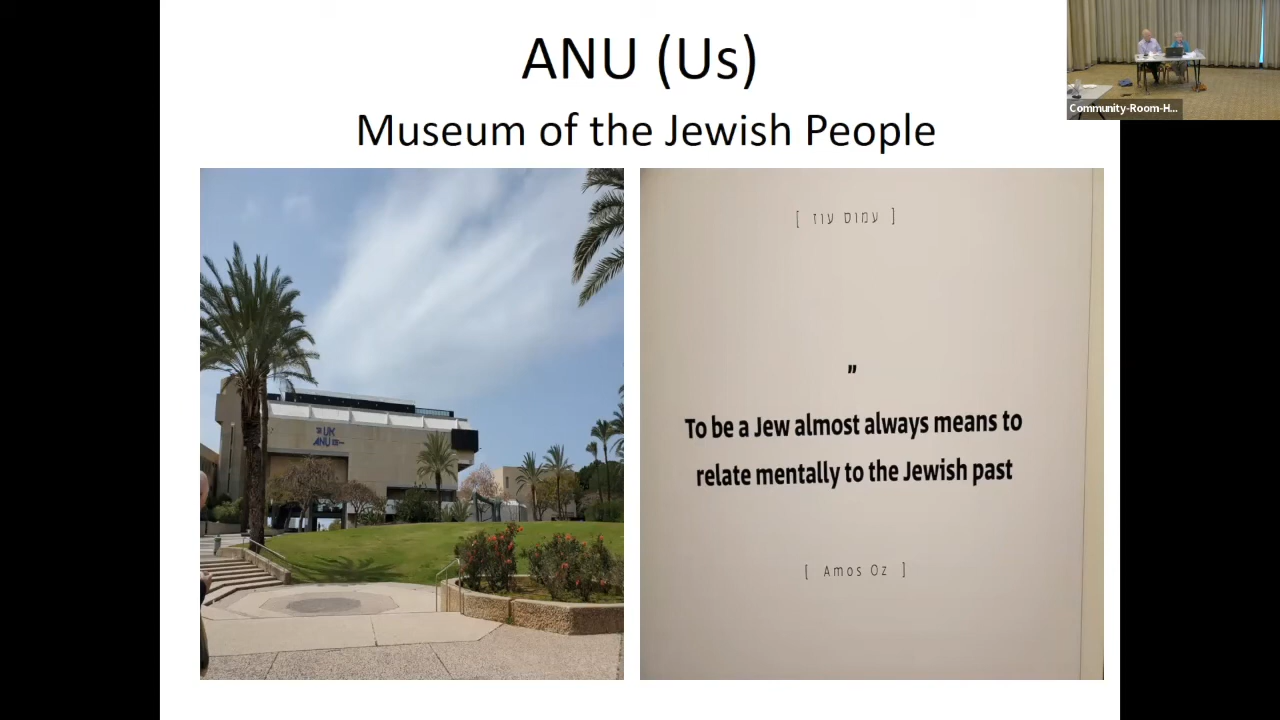 ANU (Us)
Museum of the Jewish People
Community-Room-H...
ANU
[ עמוס עוז ]
"
To be a Jew almost always means to
relate mentally to the Jewish past
[ Amos Oz ]